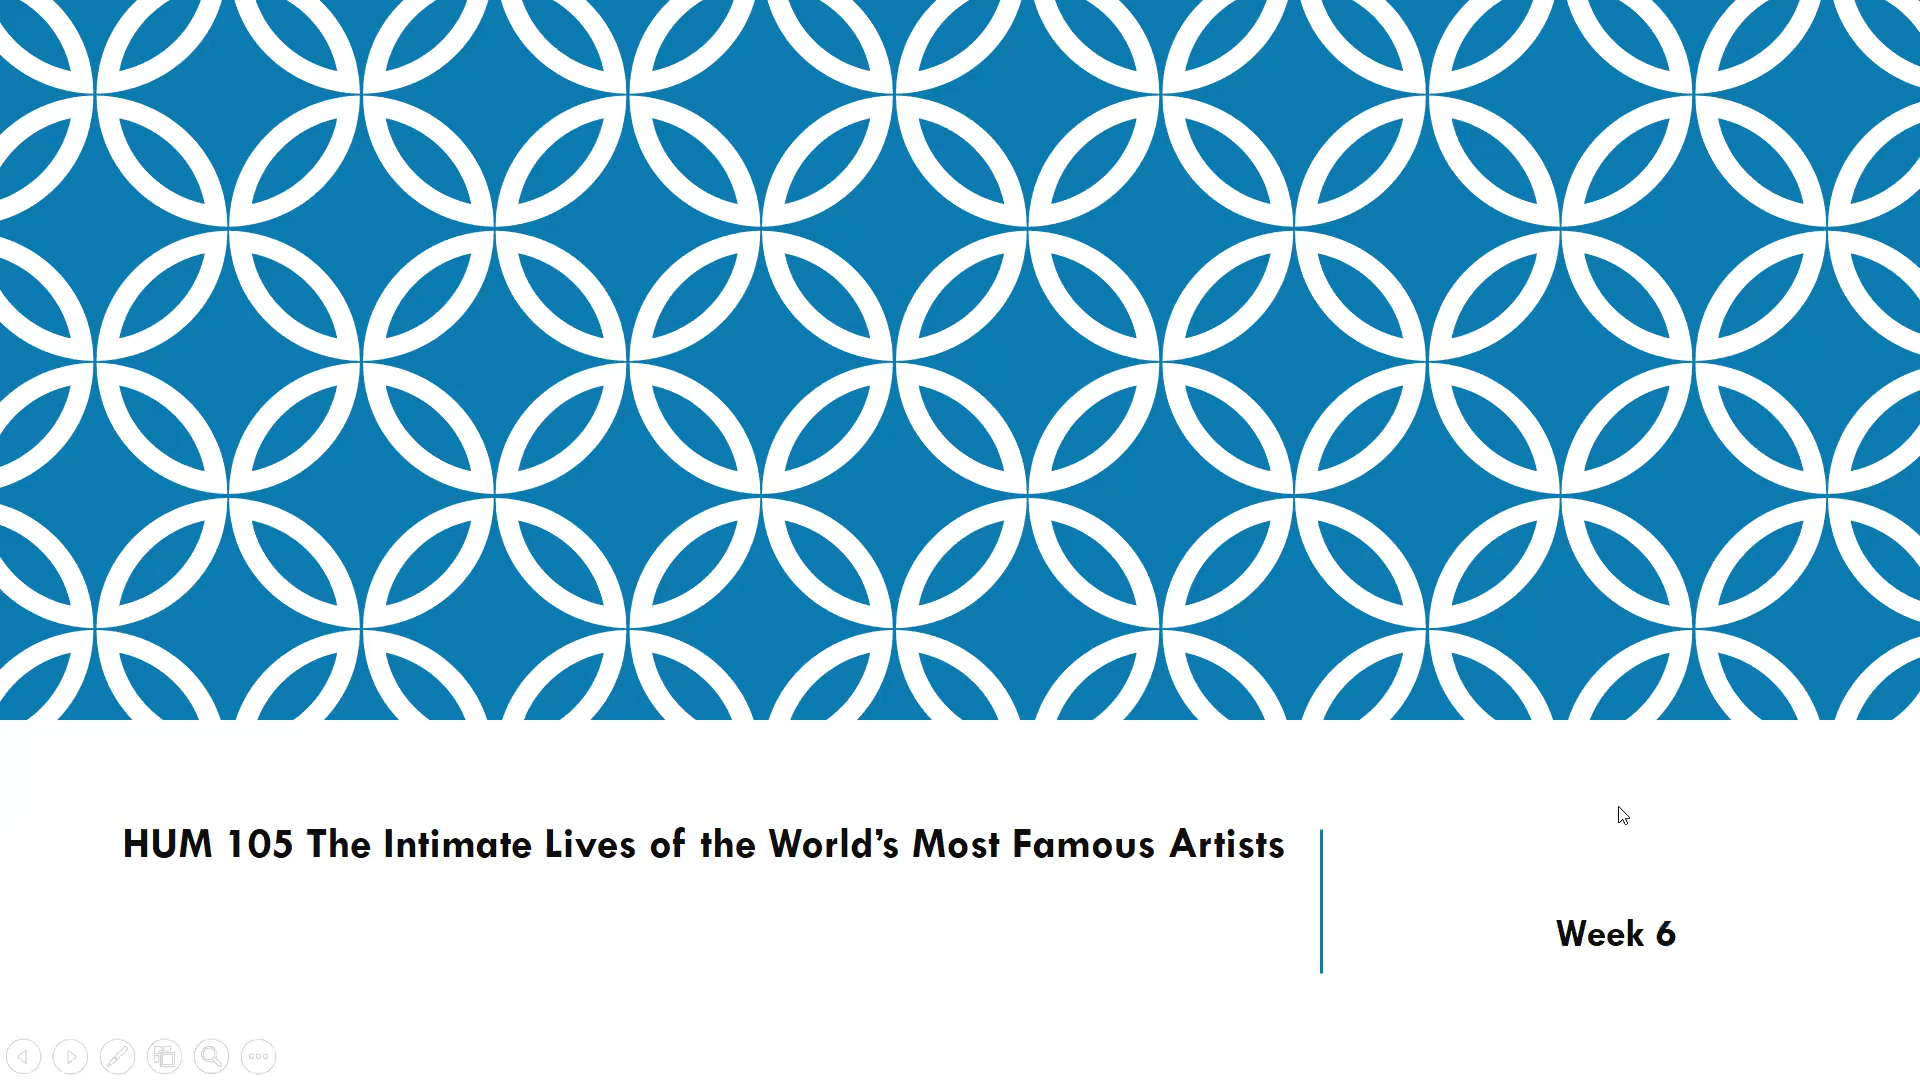 HUM 105 The Intimate Lives of the World’s Most Famous Artists
Week 6